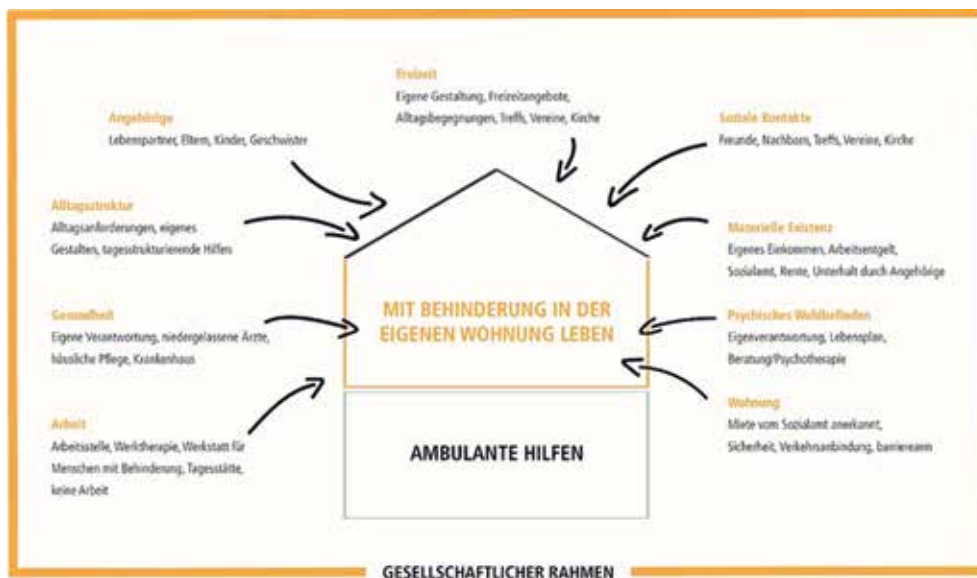 Freizeit
Eigene Gestaltung, Freizeitangebote,
Alltagsbegegnungen, Treffs, Vereine, Kirche
Angehörige
Lebenspartner, Eltern, Kinder, Geschwister
Soziale Kontakte
Freunde, Nachborn, Treffs, Vereine, Kirche
Alltagsstruktur
Alltagsanforderungen, eigenes
Gestalten, tagesstrukturierende Hilfen
Materielle Existenz
Eigenes Einkommen, Arbeitsentgelt,
Sozialamt, Rente, Unterhalt durch Angehörige
MIT BEHINDERUNG IN DER
EIGENEN WOHNUNG LEBEN
Gesundheit
Eigene Verantwortung, niedergelassene Ärzte,
häusliche Pflege, Krankenhaus
Psychisches Wohlbefinden
Eigenverantwortung, Lebensplan,
Beratung/Psychotherapie
Arbeit
Arbeitsstelle, Werktherapie, Werkstatt für
Menschen mit Behinderung, Tagesstätte,
keine Arbeit
Wohnung
Miete vom Sozialamt anerkannt,
Sicherheit, Verkehrsanbindung, barrierearm
AMBULANTE HILFEN
GESELLSCHAFTLICHER RAHMEN